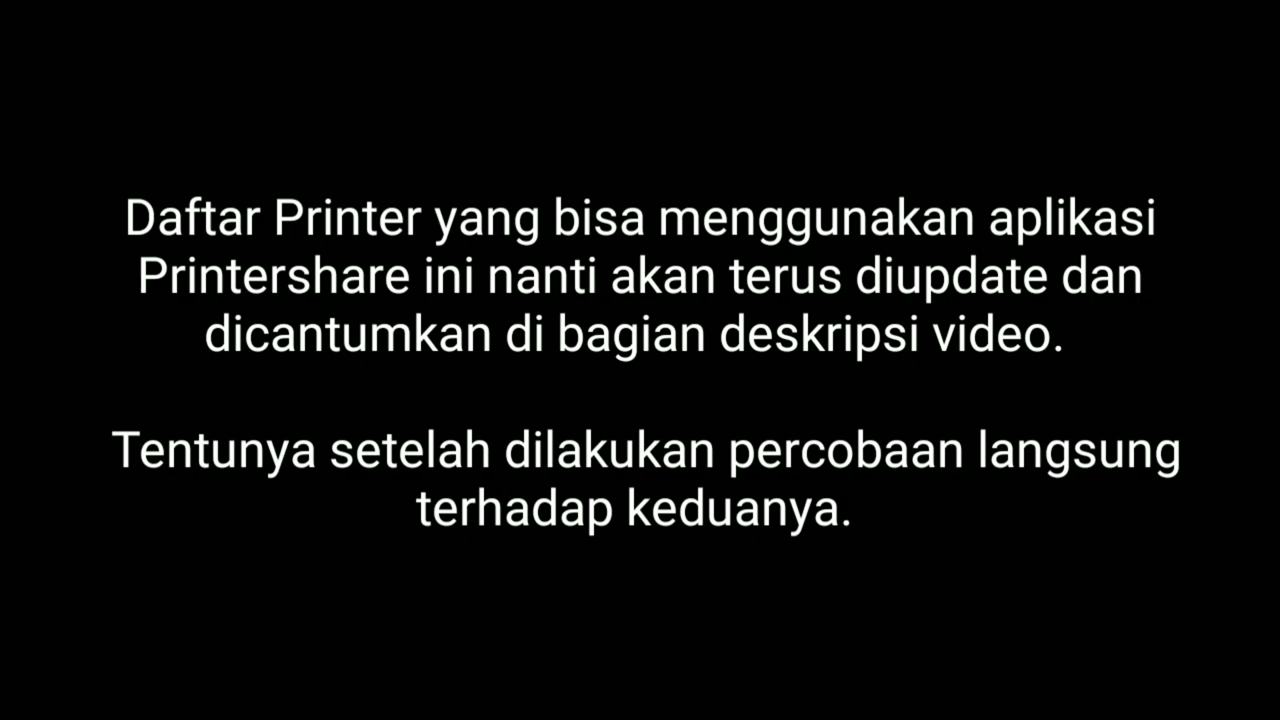 Daftar Printer yang bisa menggunakan aplikasi
Printershare ini nanti akan terus diupdate dan
dicantumkan di bagian deskripsi video.
Tentunya setelah dilakukan percobaan langsung
terhadap keduanya.